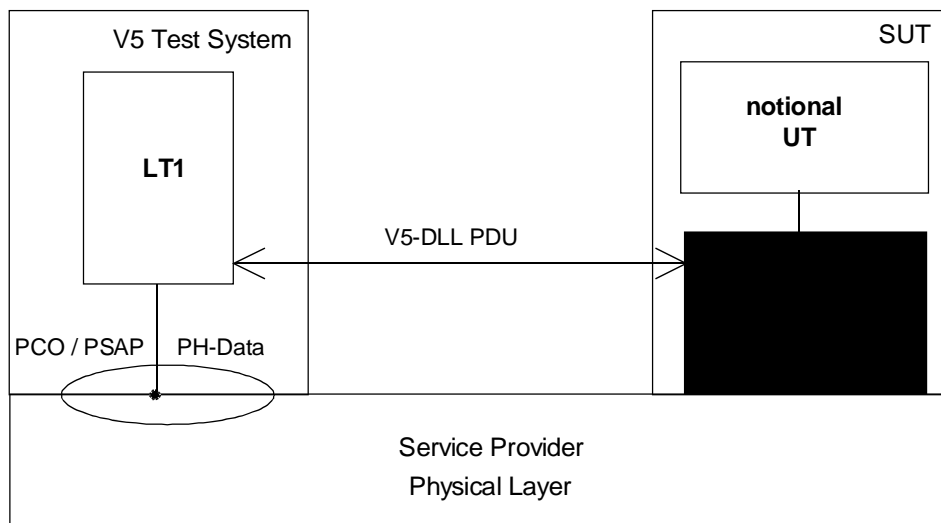 V5 Test System
SUT
LT1
notional
UT
V5-DLL PDU
PCO / PSAP
PH-Data
Service Provider
Physical Layer